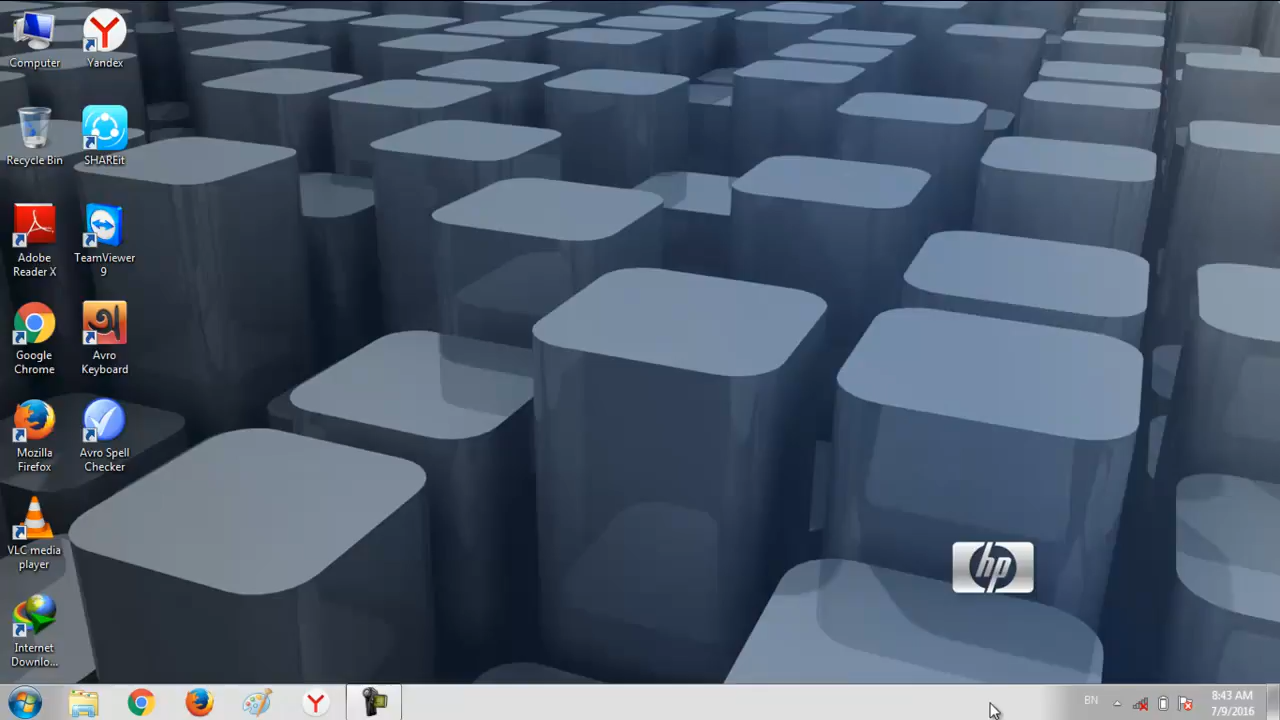 Computer
Yandex
Recycle Bin
SHAREit
Adobe
Reader X
TeamViewer
9
Google
Chrome
Avro
Keyboard
Mozilla
Firefox
Avro Spell
Checker
VLC media
player
Internet
Downlo...
hp
BN
8:43 AM
7/9/2016